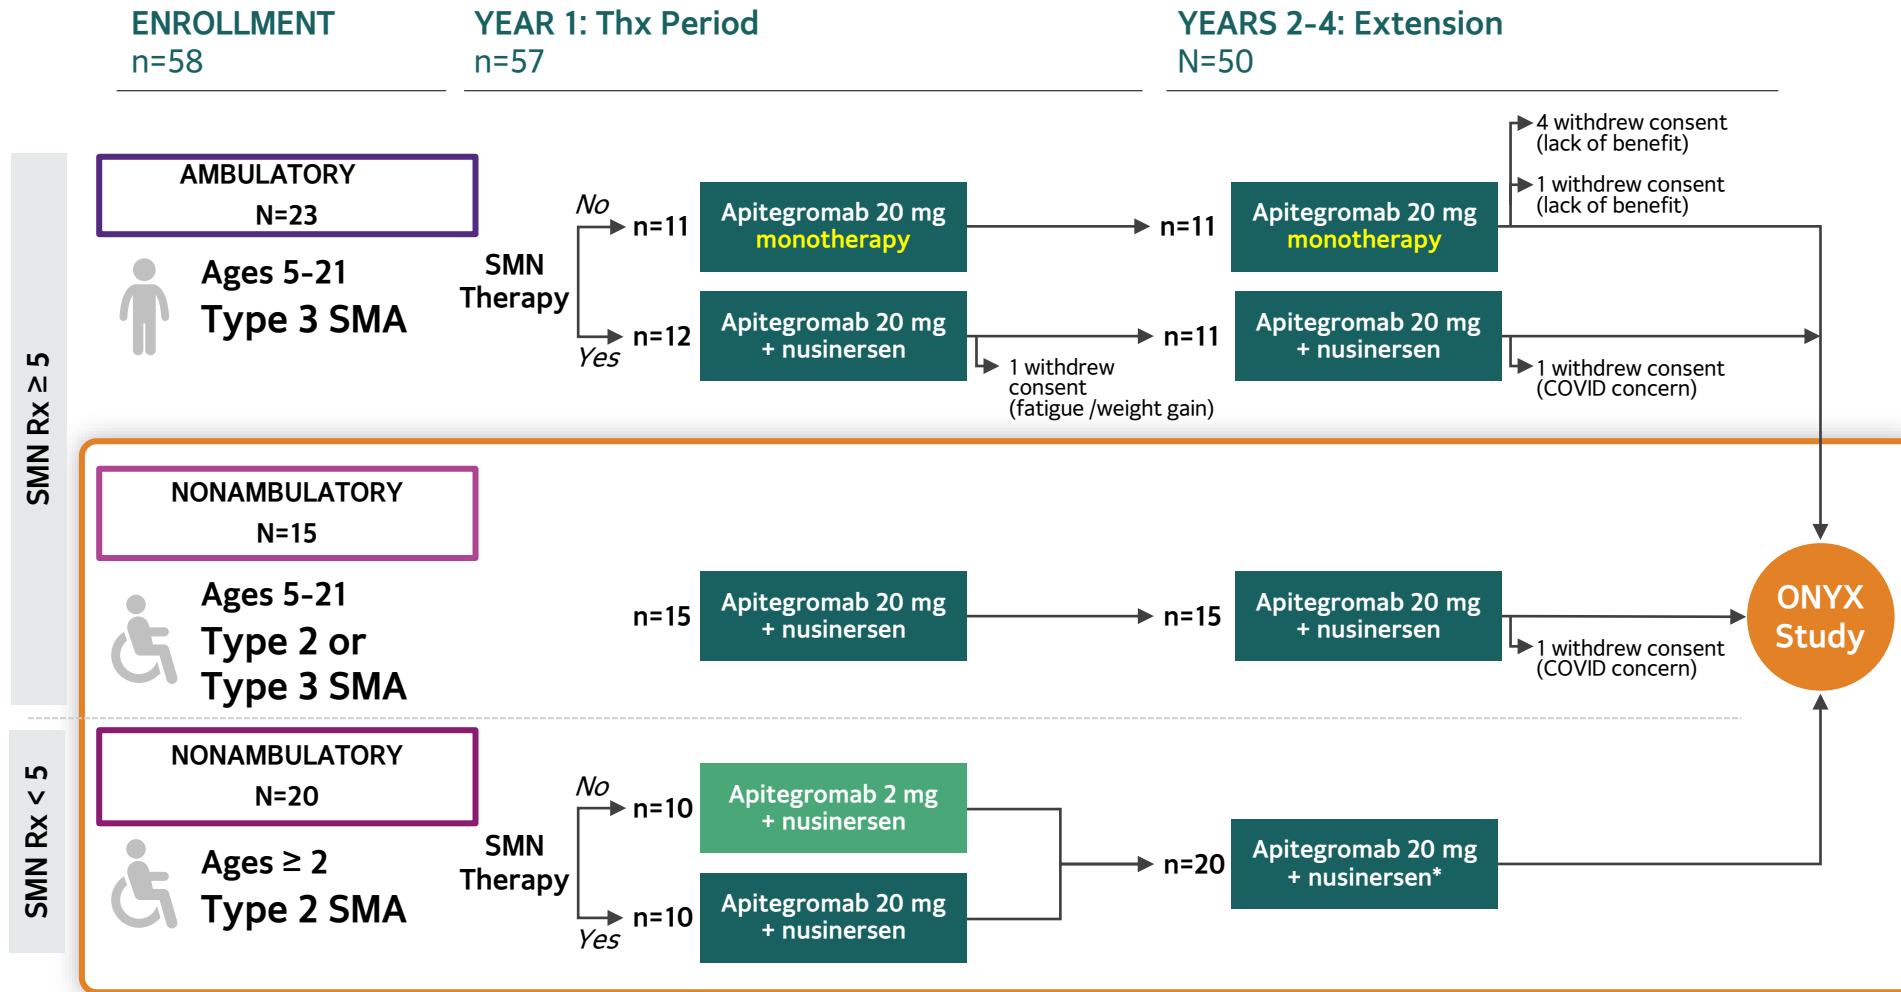 ENROLLMENT
n=58
YEAR 1: Thx Period
n=57
YEARS 2-4: Extension
N=50
SMN Rx ≥ 5
AMBULATORY
N=23
Ages 5-21
Type 3 SMA
SMN
Therapy
No
n=11
Apitegromab 20 mg
monotherapy
n=11
Apitegromab 20 mg
monotherapy
4 withdrew consent
(lack of benefit)
1 withdrew consent
(lack of benefit)
Yes
n=12
Apitegromab 20 mg
+ nusinersen
1 withdrew
consent
(fatigue /weight gain)
n=11
Apitegromab 20 mg
+ nusinersen
1 withdrew consent
(COVID concern)
NONAMBULATORY
N=15
Ages 5-21
Type 2 or
Type 3 SMA
n=15
Apitegromab 20 mg
+ nusinersen
n=15
Apitegromab 20 mg
+ nusinersen
1 withdrew consent
(COVID concern)
ONYX
Study
SMN Rx < 5
NONAMBULATORY
N=20
Ages ≥ 2
Type 2 SMA
SMN
Therapy
No
n=10
Apitegromab 2 mg
+ nusinersen
Yes
n=10
Apitegromab 20 mg
+ nusinersen
n=20
Apitegromab 20 mg
+ nusinersen*